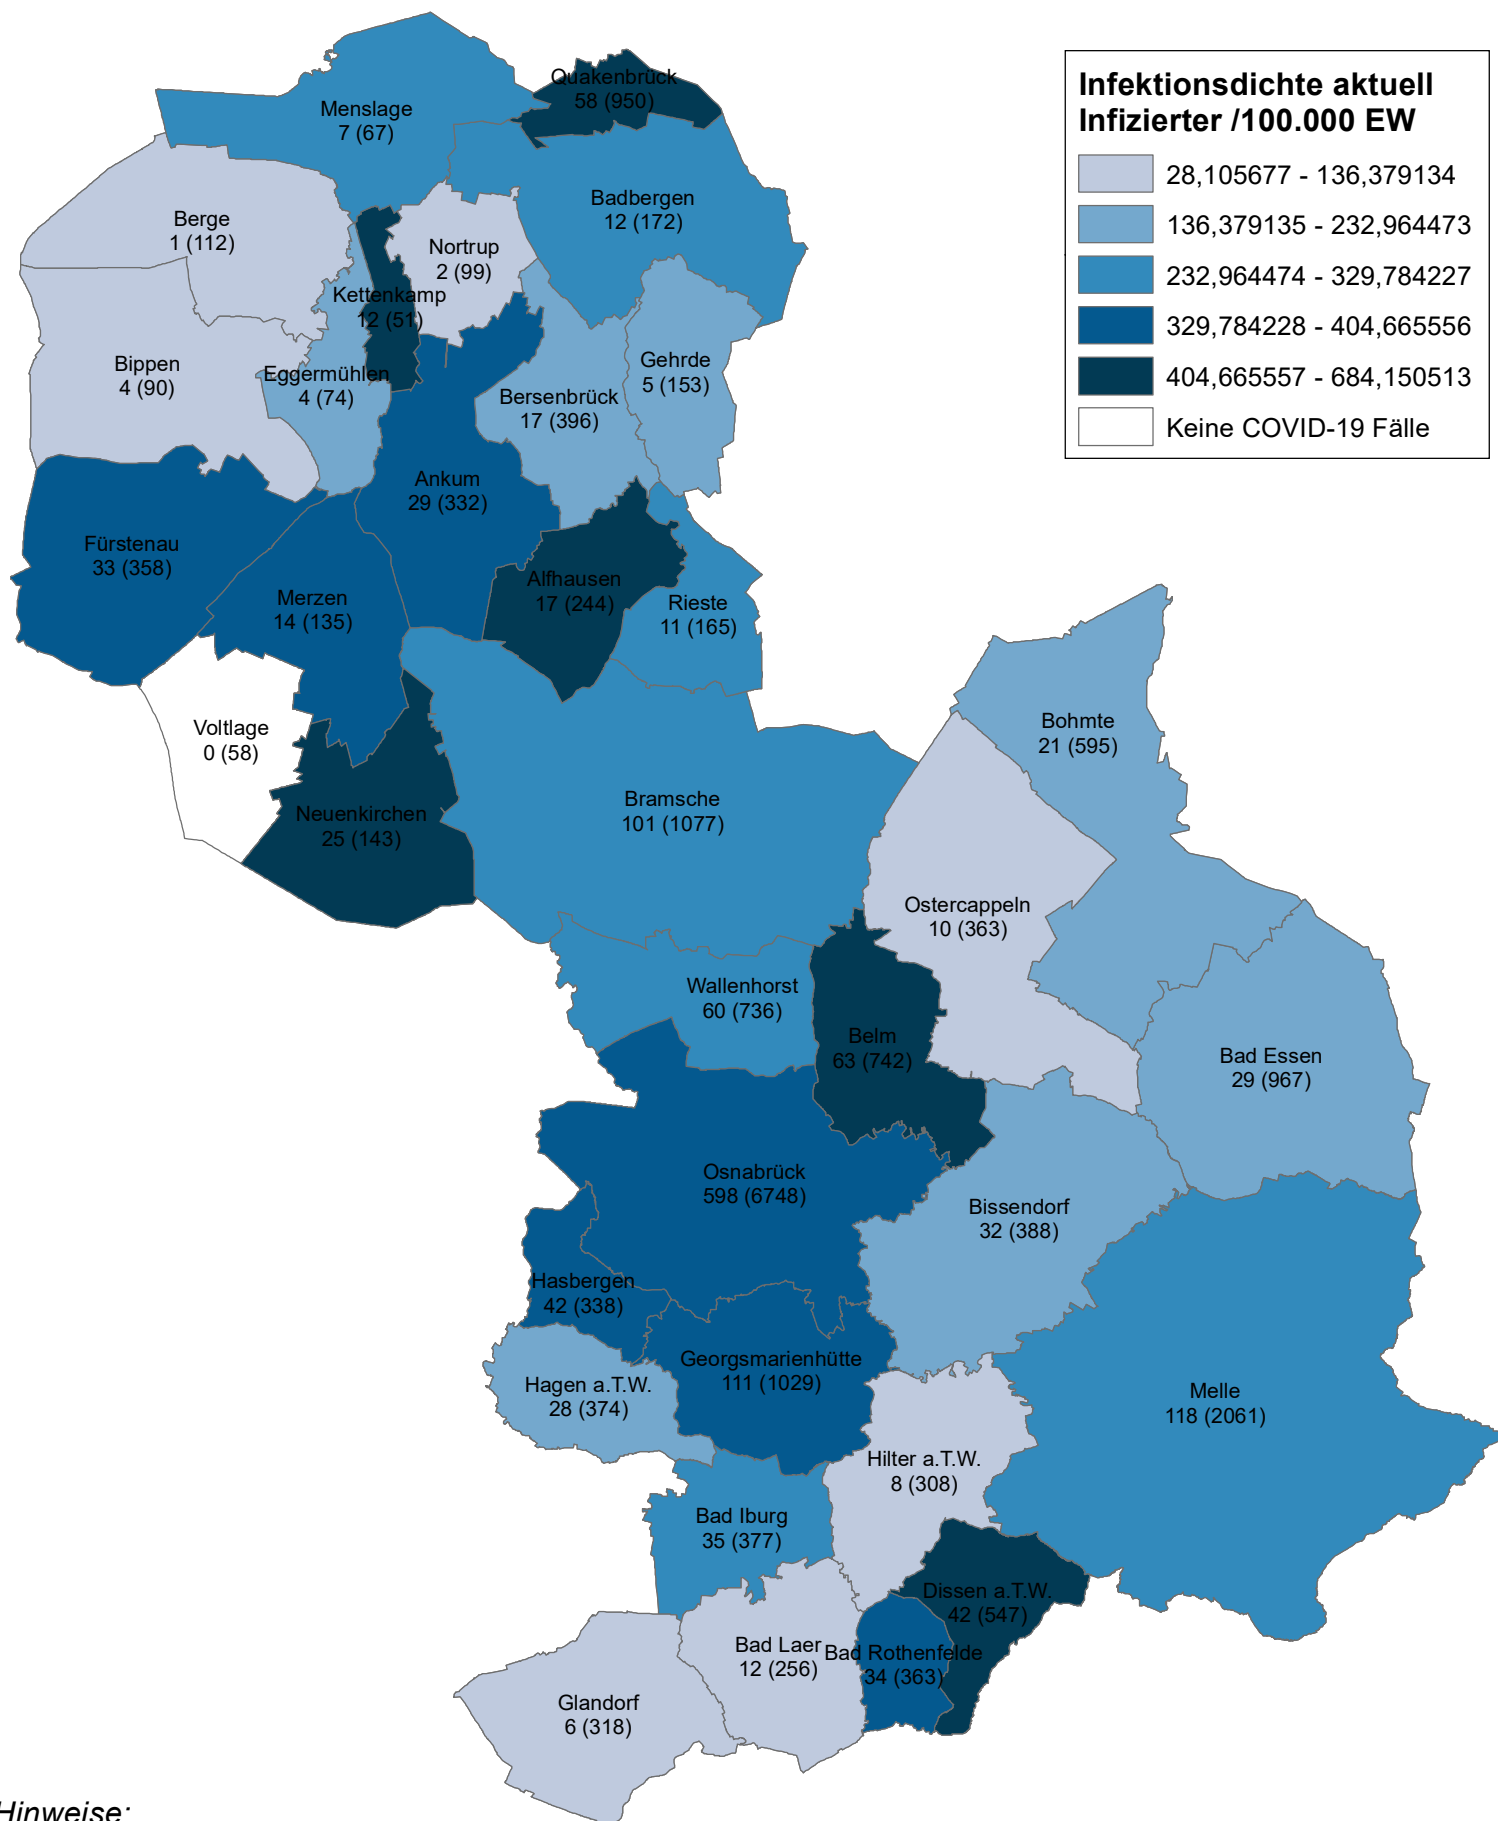 Infektionsdichte aktuell
Infizierter /100.000 EW
28,105677 - 136,379134
136,379135 - 232,964473
232,964474 - 329,784227
329,784228 - 404,665556
404,665557 - 684,150513
Keine COVID-19 Fälle
Quakenbrück
58 (950)
Menslage
7 (67)
Badbergen
12 (172)
Berge
1 (112)
Nortrup
2 (99)
Kettenkamp
12 (51)
Bippen
4 (90)
Eggermühlen
4 (74)
Gehrde
5 (153)
Bersenbrück
17 (396)
Ankum
29 (332)
Fürstenau
33 (358)
Alfhausen
17 (244)
Merzen
14 (135)
Rieste
11 (165)
Voltlage
0 (58)
Bohmte
21 (595)
Neuenkirchen
25 (143)
Bramsche
101 (1077)
Ostercappeln
10 (363)
Wallenhorst
60 (736)
Belm
63 (742)
Bad Essen
29 (967)
Osnabrück
598 (6748)
Bissendorf
32 (388)
Hasbergen
42 (338)
Georgsmarienhütte
111 (1029)
Hagen a.T.W.
28 (374)
Melle
118 (2061)
Hilter a.T.W.
8 (308)
Bad Iburg
35 (377)
Dissen a.T.W.
42 (547)
Bad Laer
12 (256)
Bad Rothenfelde
34 (363)
Glandorf
6 (318)
Hinweise: